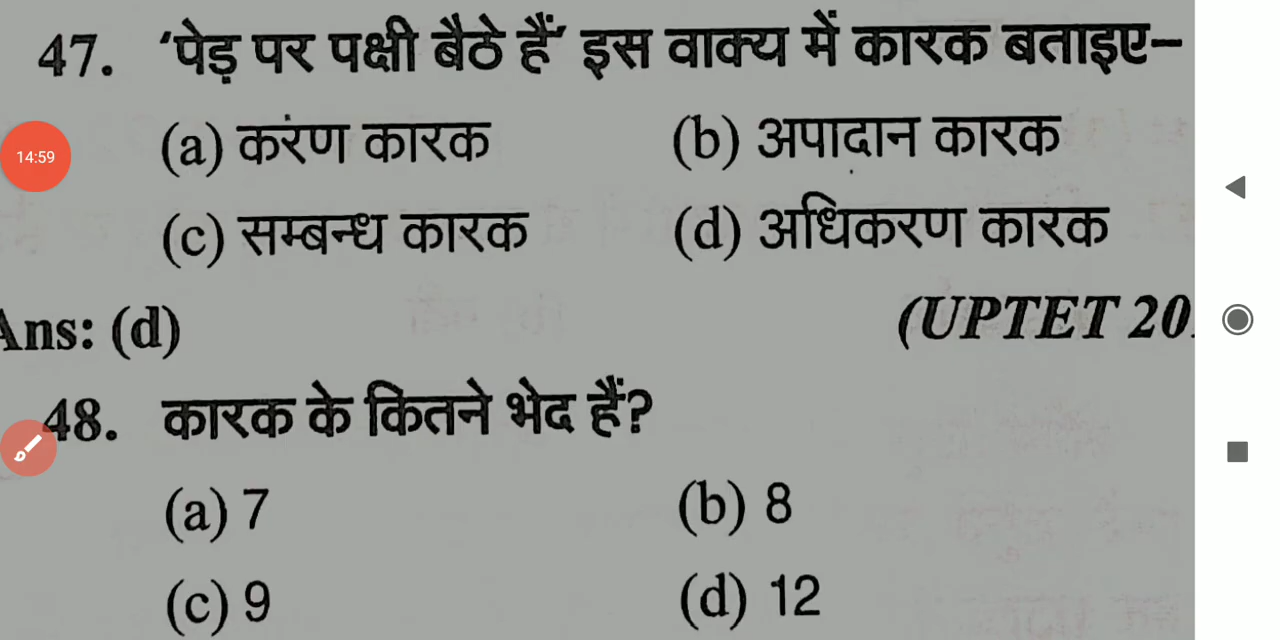 47. ‘पेड़ पर पक्षी बैठे हैं’ इस वाक्य में कारक बताइए–
(a) करण कारक (b) अपादान कारक
14:59
(c) सम्बन्ध कारक (d) अधिकरण कारक
Ans: (d) (UPTET 20
48. कारक के कितने भेद हैं?
(a) 7 (b) 8
(c) 9 (d) 12